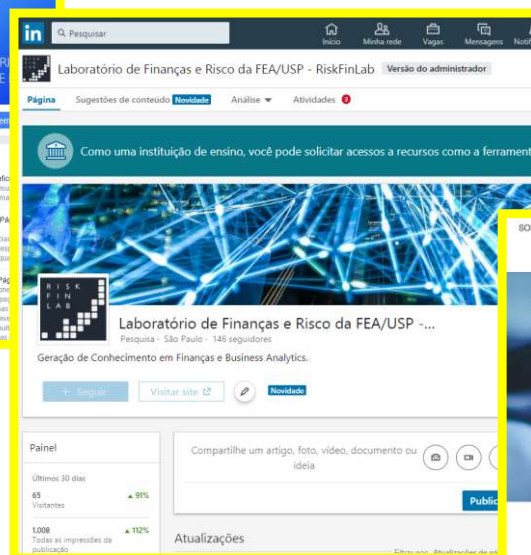 in
Pesquisar
Início
Minha rede
Vagas
Mensagens
Laboratório de Finanças e Risco da FEA/USP - RiskFinLab Versão do administrador
Página Sugestões de conteúdo Novidade Análise Atividades
Como uma instituição de ensino, você pode solicitar acessos a recursos como a
RISK
FIN
LAB
Laboratório de Finanças e Risco da FEA/USP -...
Pesquisa - São Paulo - 146 seguidores
Geração de Conhecimento em Finanças e Business Analytics.
+ Seguir Visitar site Novidade
Painel
Últimos 30 dias
65 ▲ 91%
Visitantes
1.008 ▲ 112%
Todas as impressões da
publicação
Compartilhe um artigo, foto, vídeo, documento ou
ideia
Atualizações